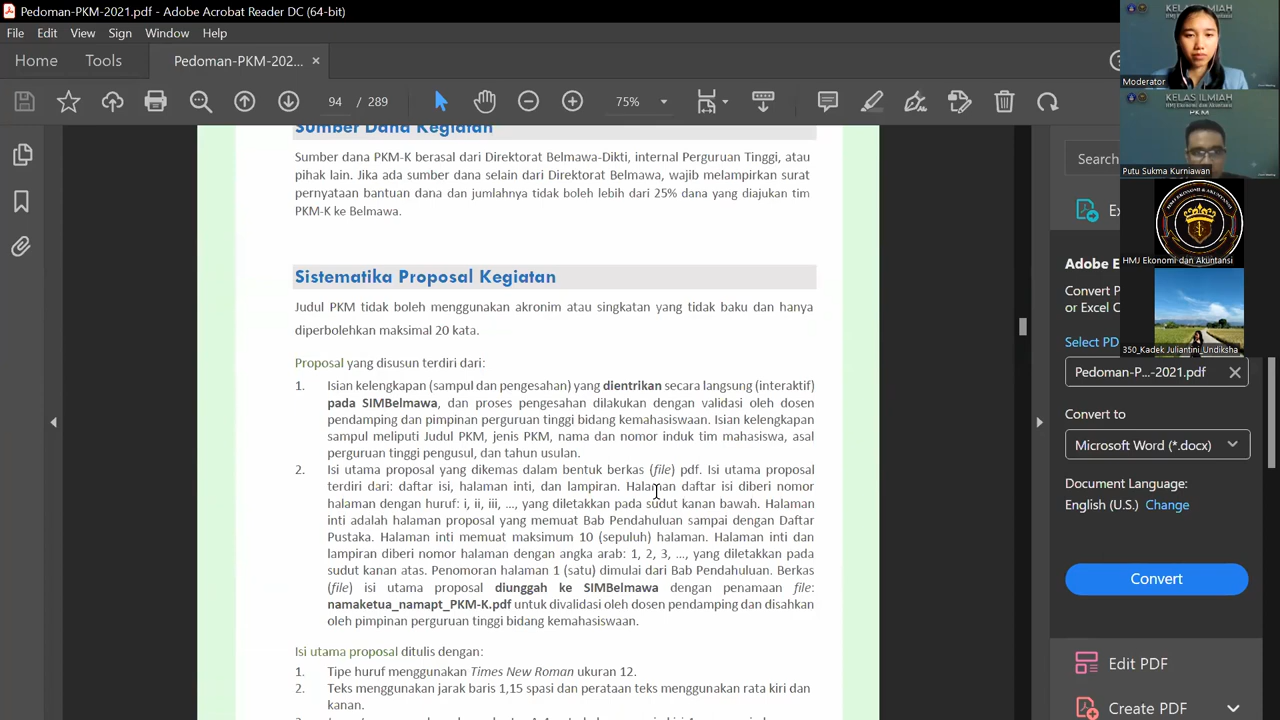 Pedoman-PKM-2021.pdf - Adobe Acrobat Reader DC (64-bit)
File Edit View Sign Window Help
Home Tools Pedoman-PKM-202... ×
94 / 289 75%
Sumber Dana Kegiatan
Sumber dana PKM-K berasal dari Direktorat Belmawa-Dikti, internal Perguruan Tinggi, atau
pihak lain. Jika ada sumber dana selain dari Direktorat Belmawa, wajib melampirkan surat
pernyataan bantuan dana dan jumlahnya tidak boleh lebih dari 25% dana yang diajukan tim
PKM-K ke Belmawa.
Sistematika Proposal Kegiatan
Judul PKM tidak boleh menggunakan akronim atau singkatan yang tidak baku dan hanya
diperbolehkan maksimal 20 kata.
Proposal yang disusun terdiri dari:
1. Isian kelengkapan (sampul dan pengesahan) yang dientrikan secara langsung (interaktif)
pada SIMBelmawa, dan proses pengesahan dilakukan dengan validasi oleh dosen
pendamping dan pimpinan perguruan tinggi bidang kemahasiswaan. Isian kelengkapan
sampul meliputi Judul PKM, jenis PKM, nama dan nomor induk tim mahasiswa, asal
perguruan tinggi pengusul, dan tahun usulan.
2. Isi utama proposal yang dikemas dalam bentuk berkas (file) pdf. Isi utama proposal
terdiri dari: daftar isi, halaman inti, dan lampiran. Halaman daftar isi diberi nomor
halaman dengan huruf: i, ii, iii, ..., yang diletakkan pada sudut kanan bawah. Halaman
inti adalah halaman proposal yang memuat Bab Pendahuluan sampai dengan Daftar
Pustaka. Halaman inti memuat maksimum 10 (sepuluh) halaman. Halaman inti dan
lampiran diberi nomor halaman dengan angka arab: 1, 2, 3, ..., yang diletakkan pada
sudut kanan atas. Penomoran halaman 1 (satu) dimulai dari Bab Pendahuluan. Berkas
(file) isi utama proposal diunggah ke SIMBelmawa dengan penamaan file:
namaketua_namapt_PKM-K.pdf untuk divalidasi oleh dosen pendamping dan disahkan
oleh pimpinan perguruan tinggi bidang kemahasiswaan.
Isi utama proposal ditulis dengan:
1. Tipe huruf menggunakan Times New Roman ukuran 12.
2. Teks menggunakan jarak baris 1,15 spasi dan perataan teks menggunakan rata kiri dan
kanan.
KELAS ILMIAH
Moderator
KELAS ILMIAH
HMJ Ekonomi dan Akuntansi
PKM
Putu Sukma Kurniawan
HMJ EKONOMI & AKUNTANSI
HMJ Ekonomi dan Akuntansi
350_Kadek Juliantini_Undiksha
Search
Ex
Adobe E
Convert P
or Excel C
Select PD
Pedoman-P...-2021.pdf
Convert to
Microsoft Word (*.docx)
Document Language:
English (U.S.) Change
Convert
Edit PDF
Create PDF